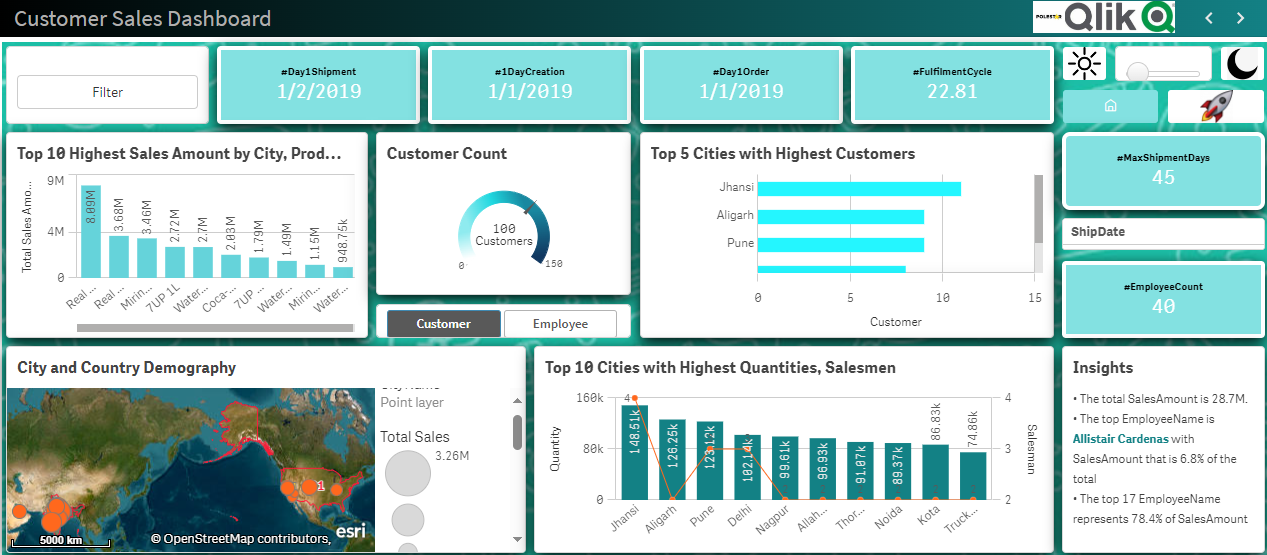 Customer Sales Dashboard
POLESTAR
Qlik
Filter
#Day1Shipment
1/2/2019
#1DayCreation
1/1/2019
#Day1Order
1/1/2019
#FulfilmentCycle
22.81
Top 10 Highest Sales Amount by City, Prod...
Total Sales Amo...
9M
4M
0
8.09M
3.68M
3.46M
2.72M
2.7M
2.03M
1.79M
1.49M
1.15M
948.75k
Real ...
Real ...
Mirin...
7UP 1L
Water...
Coca-...
7UP ...
Water...
Mirin...
Water...
Customer Count
100
Customers
0
150
Customer
Employee
Top 5 Cities with Highest Customers
Jhansi
Aligarh
Pune
0
5
10
15
Customer
#MaxShipmentDays
45
ShipDate
#EmployeeCount
40
City and Country Demography
1
5000 km
© OpenStreetMap contributors,
esri
City Name
Point layer
Total Sales
3.26M
Top 10 Cities with Highest Quantities, Salesmen
Quantity
160k
80k
0
4
148.51k
126.26k
123.12k
102.14k
99.61k
96.93k
91.07k
89.37k
86.83k
74.86k
Jhansi
Aligarh
Pune
Delhi
Nagpur
Allah...
Thor...
Noida
Kota
Truck...
4
3
2
Salesman
Insights
• The total SalesAmount is 28.7M.
• The top EmployeeName is
Allistair Cardenas with
SalesAmount that is 6.8% of the
total
• The top 17 EmployeeName
represents 78.4% of SalesAmount